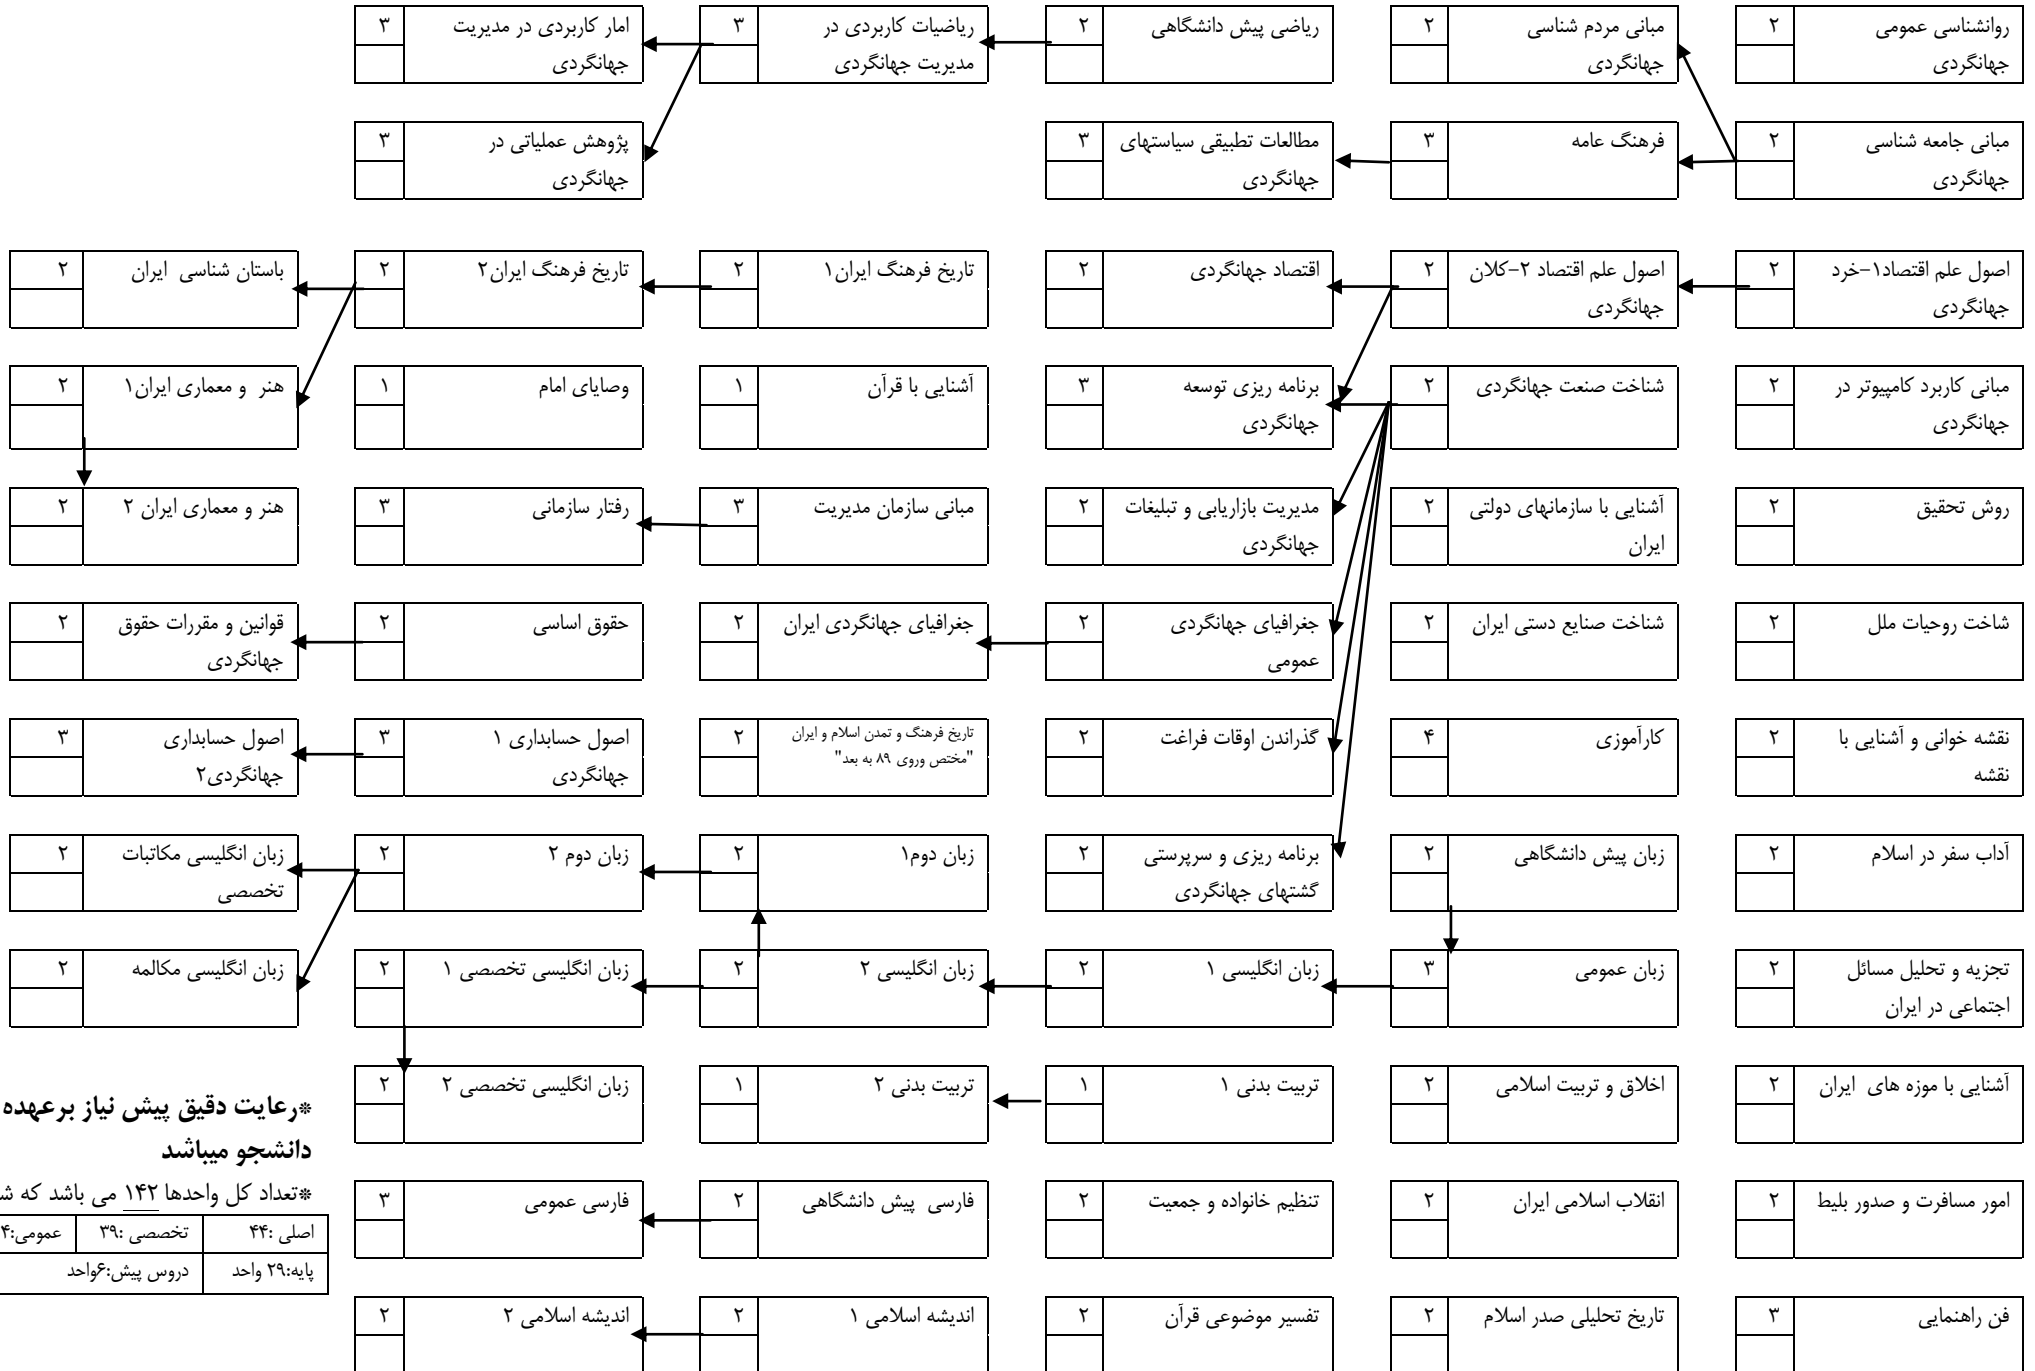 روانشناسی عمومی ۲
جهانگردی
مبانی مردم شناسی ۲
جهانگردی
ریاضی پیش دانشگاهی ۲
ریاضیات کاربردی در ۳
مدیریت جهانگردی
امار کاربردی در مدیریت ۳
جهانگردی
مبانی جامعه شناسی ۲
جهانگردی
فرهنگ عامه ۳
مطالعات تطبیقی سیاستهای ۳
جهانگردی
پژوهش عملیاتی در ۳
جهانگردی
اصول علم اقتصاد۱-خرد ۲
جهانگردی
اصول علم اقتصاد ۲-کلان ۲
جهانگردی
اقتصاد جهانگردی ۲
تاریخ فرهنگ ایران۱ ۲
تاریخ فرهنگ ایران۲ ۲
باستان شناسی ایران ۲
مبانی کاربرد کامپیوتر در ۲
جهانگردی
شناخت صنعت جهانگردی ۲
برنامه ریزی توسعه ۳
جهانگردی
آشنایی با قرآن ۱
وصایای امام ۱
هنر و معماری ایران۱ ۲
روش تحقیق ۲
آشنایی با سازمانهای دولتی ۲
ایران
مدیریت بازاریابی و تبلیغات ۲
جهانگردی
مبانی سازمان مدیریت ۳
رفتار سازمانی ۳
هنر و معماری ایران ۲ ۲
شاخت روحیات ملل ۲
شناخت صنایع دستی ایران ۲
جغرافیای جهانگردی ۲
عمومی
جغرافیای جهانگردی ایران ۲
حقوق اساسی ۲
قوانین و مقررات حقوق ۲
جهانگردی
نقشه خوانی و آشنایی با ۲
نقشه
کارآموزی ۴
گذراندن اوقات فراغت ۲
تاریخ فرهنگ و تمدن اسلام و ایران ۲
"مختص وروی ۸۹ به بعد"
اصول حسابداری ۱ ۳
جهانگردی
اصول حسابداری ۳
جهانگردی۲
آداب سفر در اسلام ۲
زبان پیش دانشگاهی ۲
برنامه ریزی و سرپرستی ۲
گشتهای جهانگردی
زبان دوم۱ ۲
زبان دوم ۲ ۲
زبان انگلیسی مکاتبات ۲
تخصصی
تجزیه و تحلیل مسائل ۲
اجتماعی در ایران
زبان عمومی ۳
زبان انگلیسی ۱ ۲
زبان انگلیسی ۲ ۲
زبان انگلیسی تخصصی ۱ ۲
زبان انگلیسی مکالمه ۲
آشنایی با موزه های ایران ۲
اخلاق و تربیت اسلامی ۲
تربیت بدنی ۱ ۱
تربیت بدنی ۲ ۱
زبان انگلیسی تخصصی ۲ ۲
*رعایت دقیق پیش نیاز برعهده
دانشجو میباشد
*تعداد کل واحدها ۱۴۲ می باشد که
امور مسافرت و صدور بلیط ۲
انقلاب اسلامی ایران ۲
تنظیم خانواده و جمعیت ۲
فارسی پیش دانشگاهی ۲
فارسی عمومی ۳
اصلی :۴۴ تخصصی :۳۹ عمومی:
پایه:۲۹ واحد دروس پیش:۶واحد
فن راهنمایی ۳
تاریخ تحلیلی صدر اسلام ۲
تفسیر موضوعی قرآن ۲
اندیشه اسلامی ۱ ۲
اندیشه اسلامی ۲ ۲